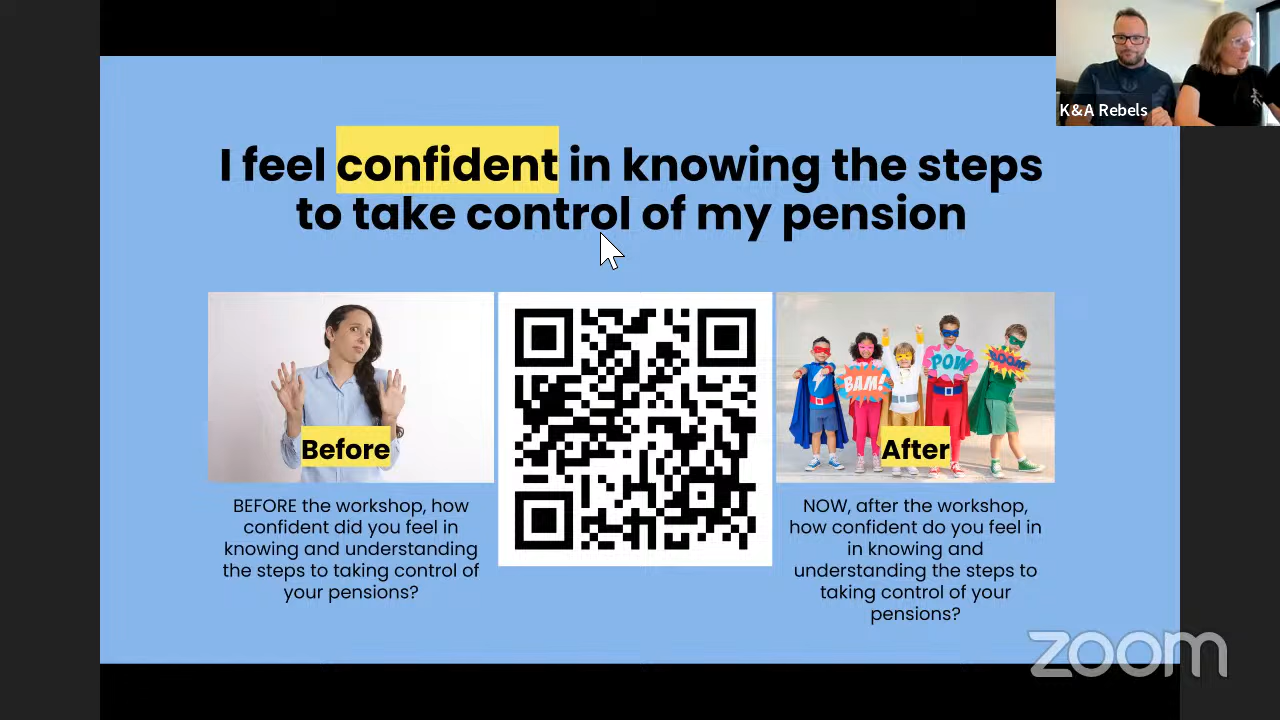 K&A Rebels
I feel confident in knowing the steps
to take control of my pension
Before
BAM!
POW
BOOM
After
BEFORE the workshop, how
confident did you feel in
knowing and understanding
the steps to taking control of
your pensions?
NOW, after the workshop,
how confident do you feel in
in knowing and
understanding the steps to
taking control of your
pensions?
zoom